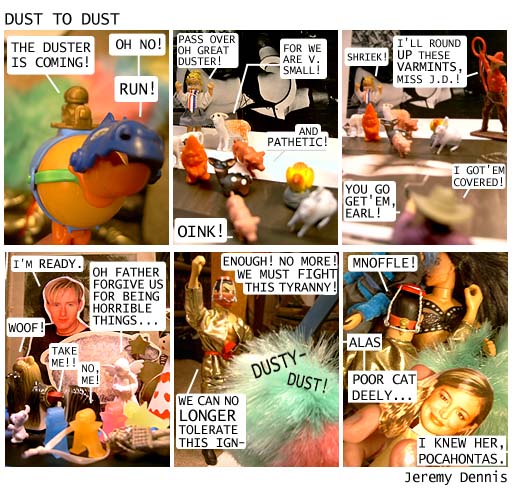 DUST TO DUST
THE DUSTER
IS COMING!
OH NO!
RUN!
PASS OVER
OH GREAT
DUSTER!
FOR WE
ARE V.
SMALL!
AND
PATHETIC!
OINK!
SHRIEK!
I'LL ROUND
UP THESE
VARMINTS,
MISS J.D.!
I GOT'EM
COVERED!
YOU GO
GET'EM,
EARL!
I'M READY.
OH FATHER
FORGIVE US
FOR BEING
HORRIBLE
THINGS...
WOOF!
TAKE
ME!!
NO,
ME!
ENOUGH! NO MORE!
WE MUST FIGHT
THIS TYRANNY!
DUSTY-
DUST!
WE CAN NO
LONGER
TOLERATE
THIS IGN-
MNOFFLE!
ALAS
POOR CAT
DEELY...
I KNEW HER,
POCAHONTAS.
Jeremy Dennis